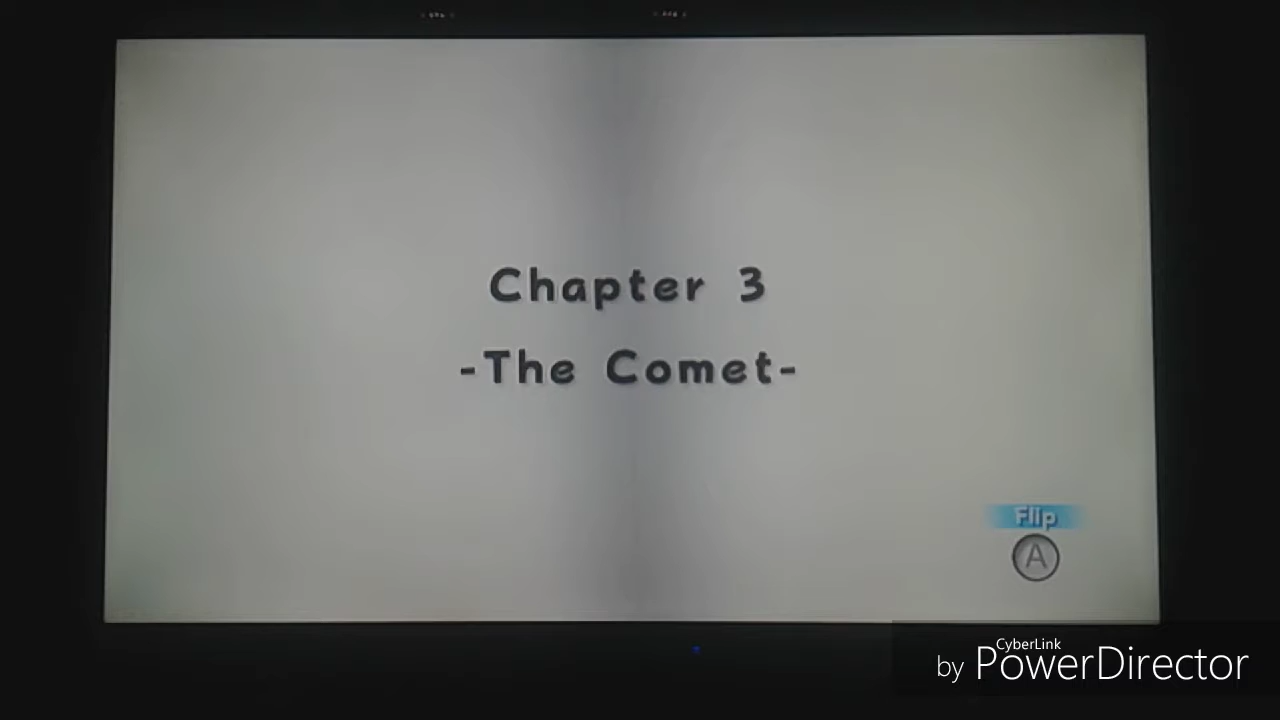 Chapter 3
-The Comet-
Flip
A
CyberLink
by PowerDirector